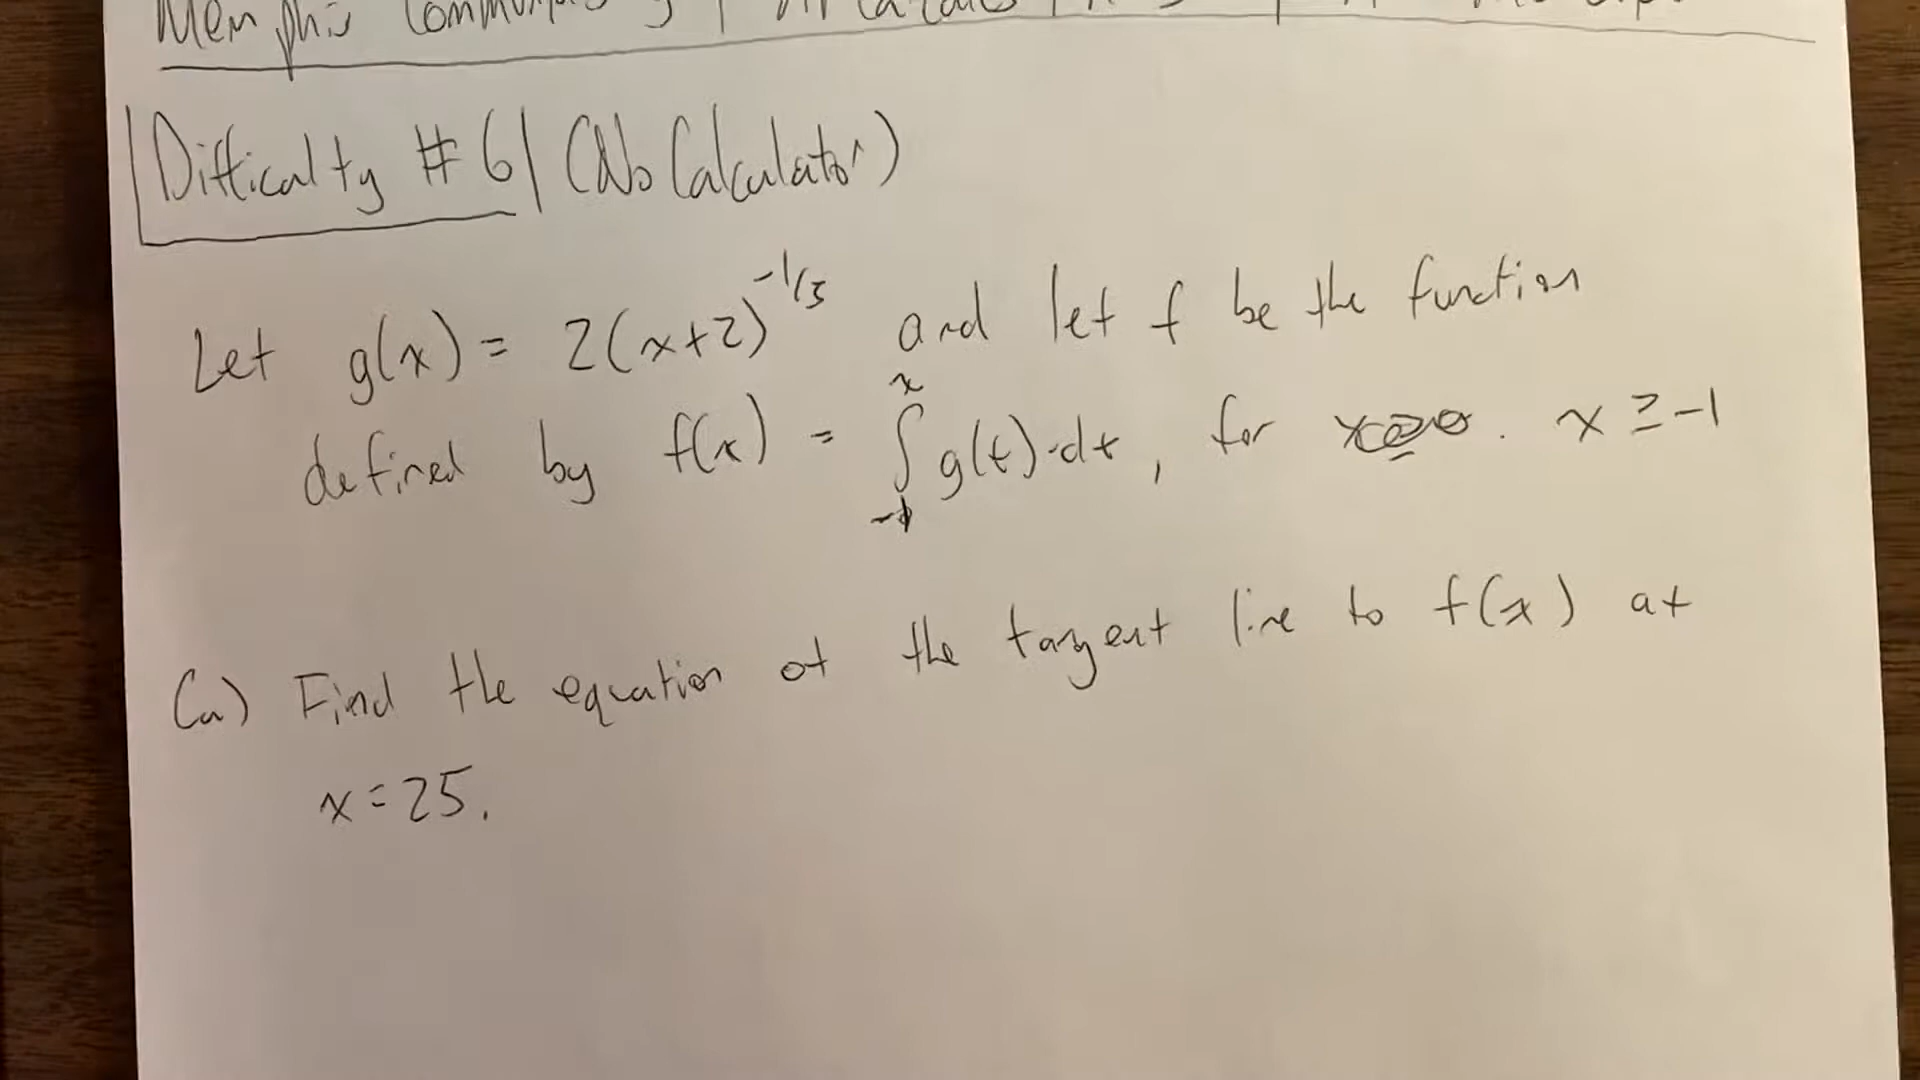 Memphis
Difficulty #6 (No Calculator)
Let g(x) = 2(x+2)^{-1/3} and let f be the function
defined by f(x) = ∫_{-1}^{x} g(t)·dt, for x ≥ -1
(a) Find the equation of the tangent line to f(x) at
x = 25.